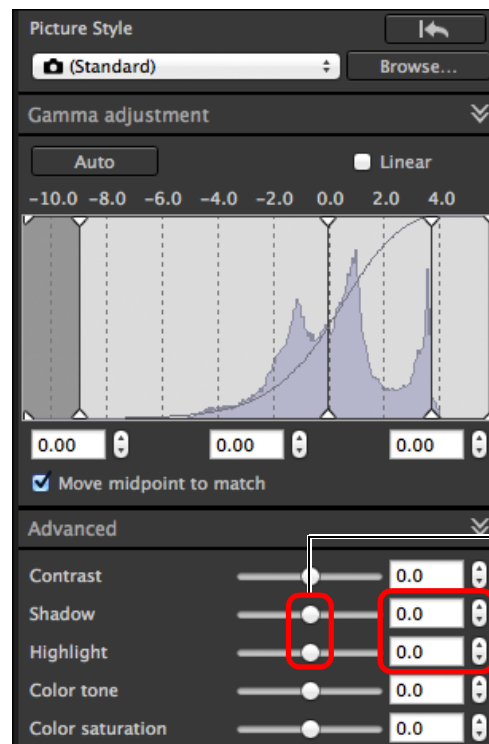 Picture Style
(Standard)
Browse...
Gamma adjustment
Auto
Linear
-10.0 -8.0 -6.0 -4.0 -2.0 0.0 2.0 4.0
0.00 0.00 0.00
Move midpoint to match
Advanced
Contrast 0.0
Shadow 0.0
Highlight 0.0
Color tone 0.0
Color saturation 0.0